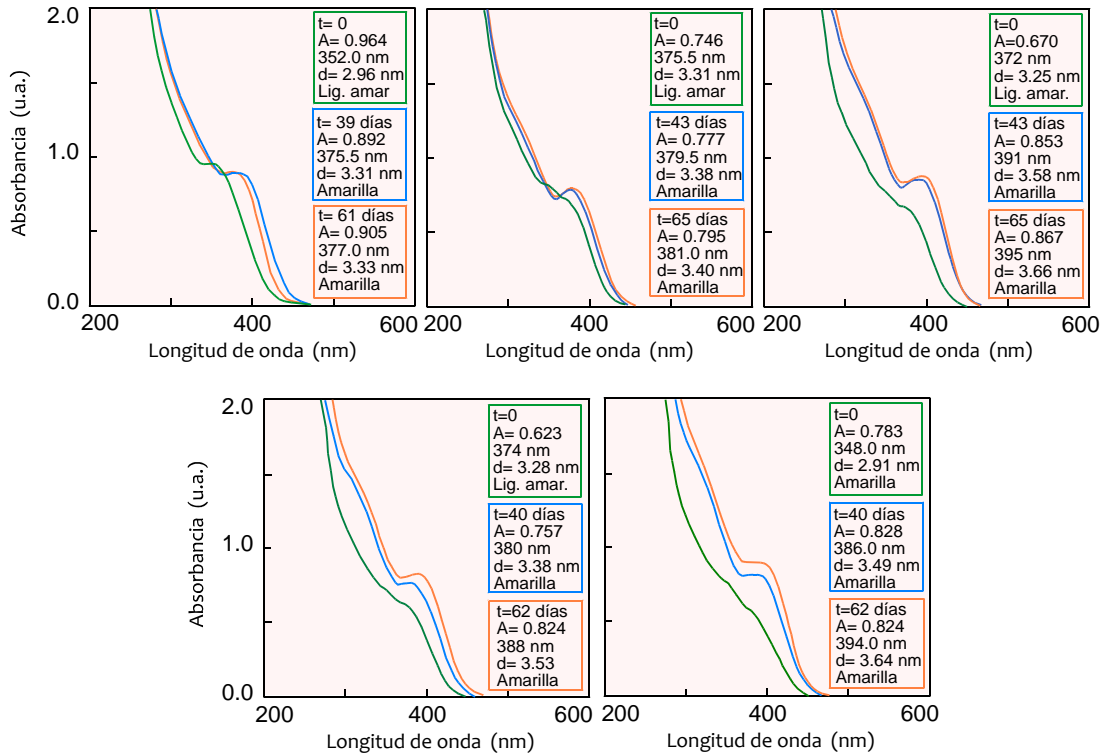 2.0
1.0
0.0
Absorbancia (u.a.)
t= 0
A= 0.964
352.0 nm
d= 2.96 nm
Lig. amar
t= 39 días
A= 0.892
375.5 nm
d= 3.31 nm
Amarilla
t= 61 días
A= 0.905
377.0 nm
d= 3.33 nm
Amarilla
200
400
600
Longitud de onda (nm)
t=0
A= 0.746
375.5 nm
d= 3.31 nm
Lig. amar
t=43 días
A= 0.777
379.5 nm
d= 3.38 nm
Amarilla
t=65 días
A= 0.795
381.0 nm
d= 3.40 nm
Amarilla
200
400
600
Longitud de onda (nm)
t=0
A=0.670
372 nm
d= 3.25 nm
Lig. amar.
t=43 días
A= 0.853
391 nm
d= 3.58 nm
Amarilla
t=65 días
A= 0.867
395 nm
d= 3.66 nm
Amarilla
200
400
600
Longitud de onda (nm)
2.0
1.0
0.0
Absorbancia (u.a.)
t=0
A= 0.623
374 nm
d= 3.28 nm
Lig. amar.
t=40 días
A= 0.757
380 nm
d= 3.38 nm
Amarilla
t=62 días
A= 0.824
388 nm
d= 3.53
Amarilla
200
400
600
Longitud de onda (nm)
t=0
A= 0.783
348.0 nm
d= 2.91 nm
Amarilla
t=40 días
A= 0.828
386.0 nm
d= 3.49 nm
Amarilla
t=62 días
A= 0.824
394.0 nm
d= 3.64 nm
Amarilla
200
400
600
Longitud de onda (nm)